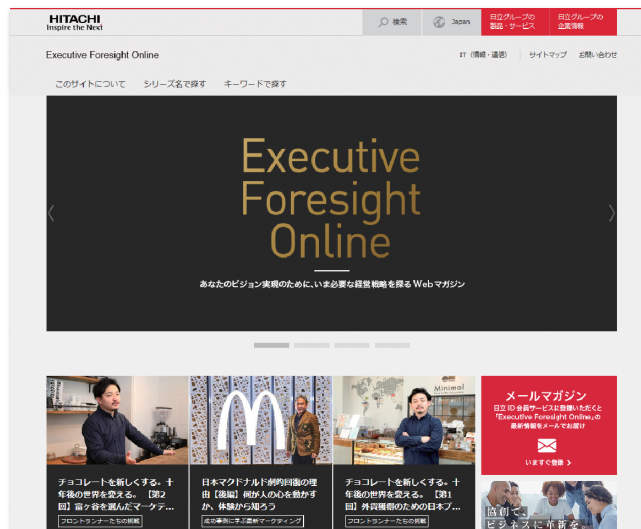 HITACHI
Inspire the Next
検索
Japan
日立グループの
製品・サービス
日立グループの
企業情報
Executive Foresight Online
IT（情報・通信）
サイトマップ
お問い合わせ
このサイトについて
シリーズ名で探す
キーワードで探す
Executive
Foresight
Online
あなたのビジョン実現のために、いま必要な経営戦略を探る Web マガジン
Minimal
チョコレートを新しくする。十
年後の世界を変える。【第2
回】富ヶ谷を選んだマーケテ...
フロントランナーたちの挑戦
日本マクドナルド劇的回復の理
由【後編】何が人の心を動かす
か、体験から知ろう
成功事例に学ぶ最新マーケティング
チョコレートを新しくする。十
年後の世界を変える。【第1
回】外貨獲得のための日本ブ...
フロントランナーたちの挑戦
メールマガジン
日立 ID 会員サービスに登録いただくと
「Executive Foresight Online」の
最新情報をメールでお届け
いますぐ登録
協創で、
ビジネスに革新を。